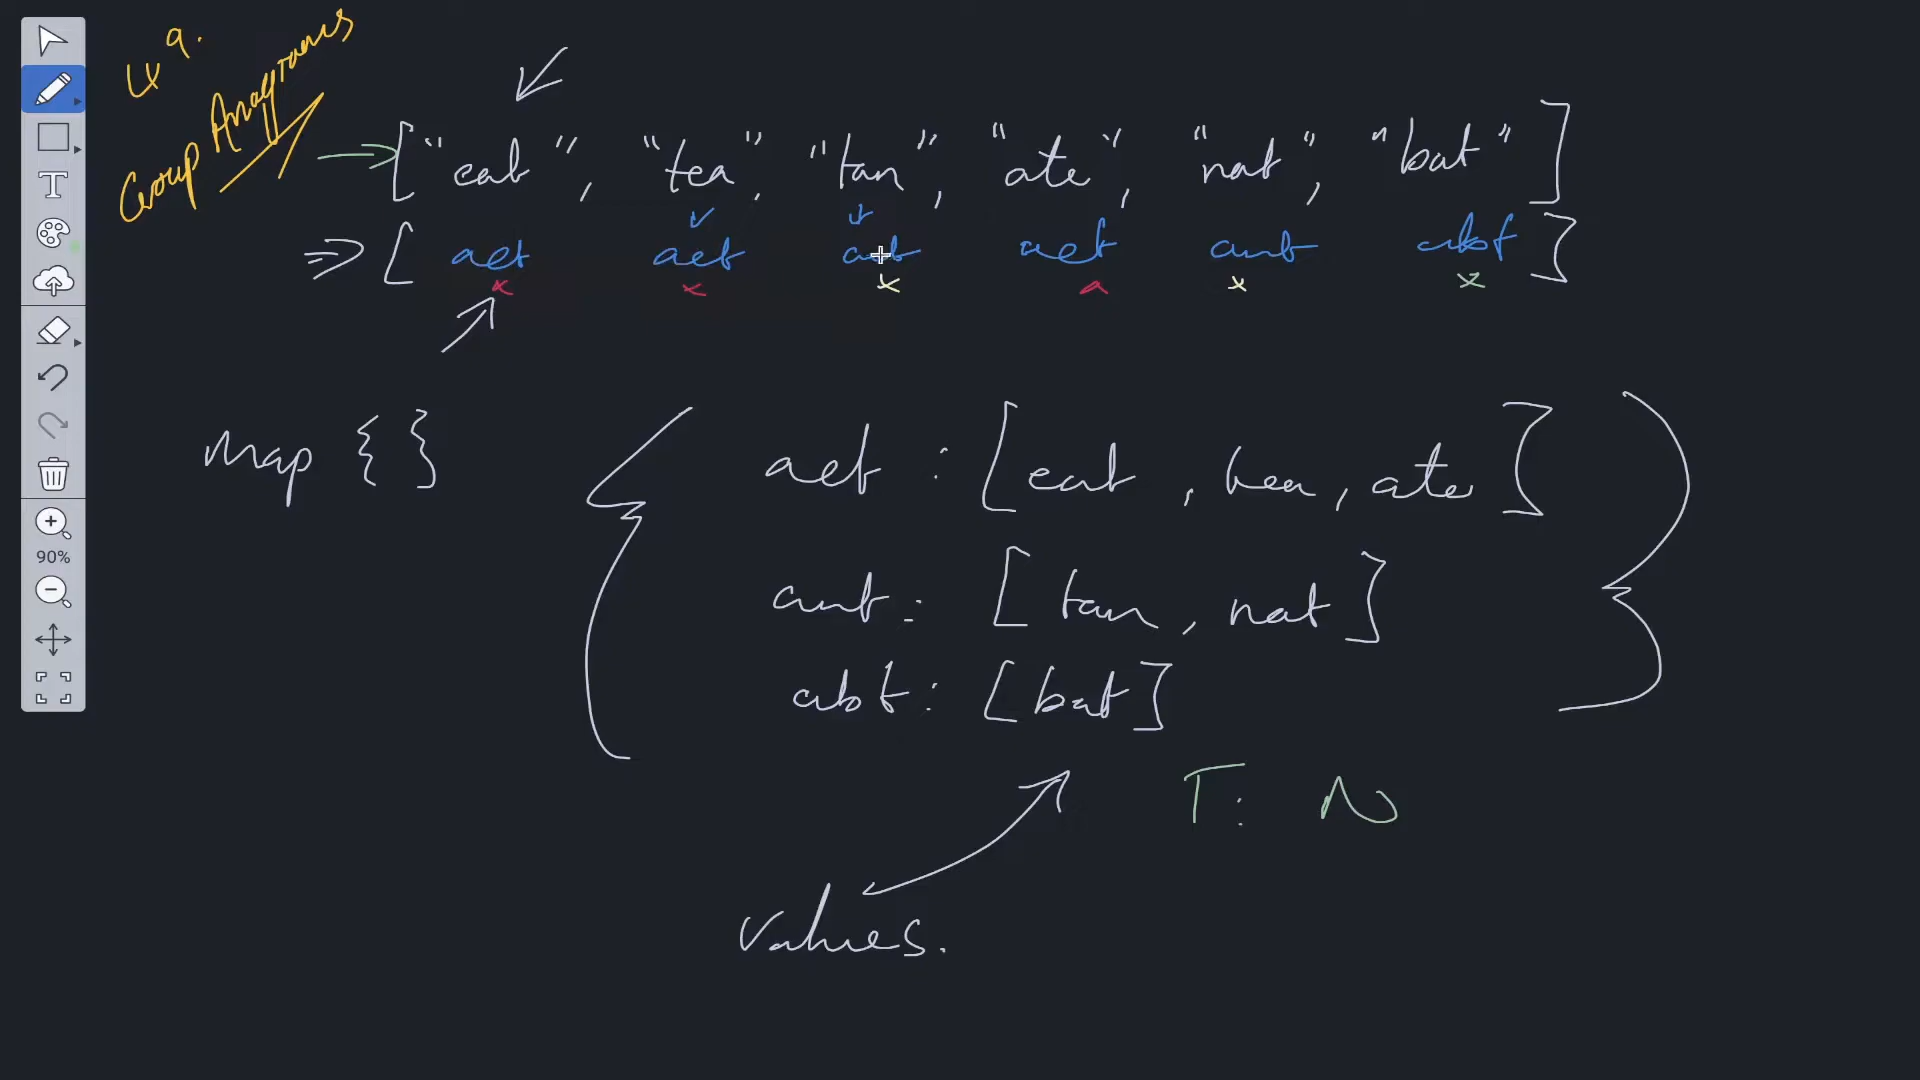 49.
Group Anagrams
["eat", "tea", "tan", "ate", "nat", "bat"]
[ aet aet ant aet ant abt ]
x x x x x x
map {}
{ aet : [eat, tea, ate]
ant : [tan, nat]
abt : [bat] }
T: N
values.
90%